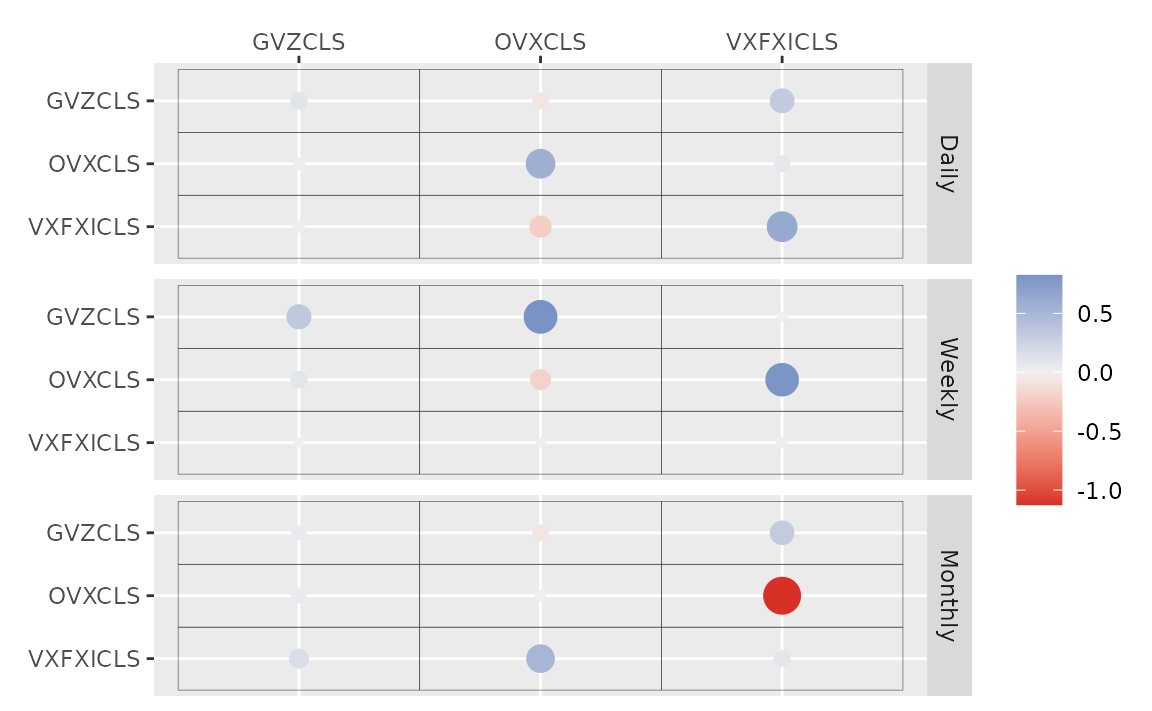 GVZCLS OVXCLS VXFXICLS
GVZCLS
OVXCLS
VXFXICLS
Daily
GVZCLS
OVXCLS
VXFXICLS
Weekly
GVZCLS
OVXCLS
VXFXICLS
Monthly
0.5
0.0
-0.5
-1.0